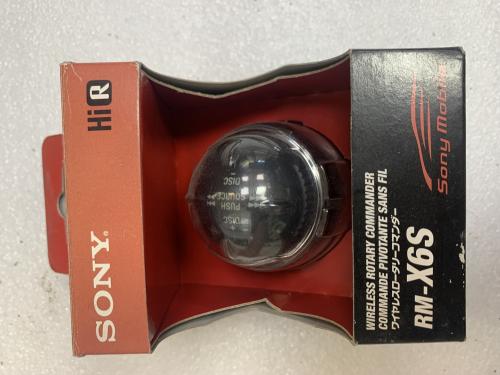 SONY®
Hi R
DISC
+
PUSH
SOURCE
DISC
−
WIRELESS ROTARY COMMANDER
COMMANDE PIVOTANTE SANS FIL
ワイヤレスロータリーコマンダー
RM-X6S
Sony Mobile